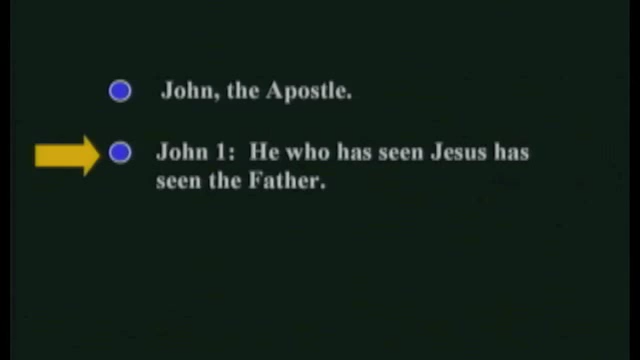 John, the Apostle.
John 1: He who has seen Jesus has
seen the Father.